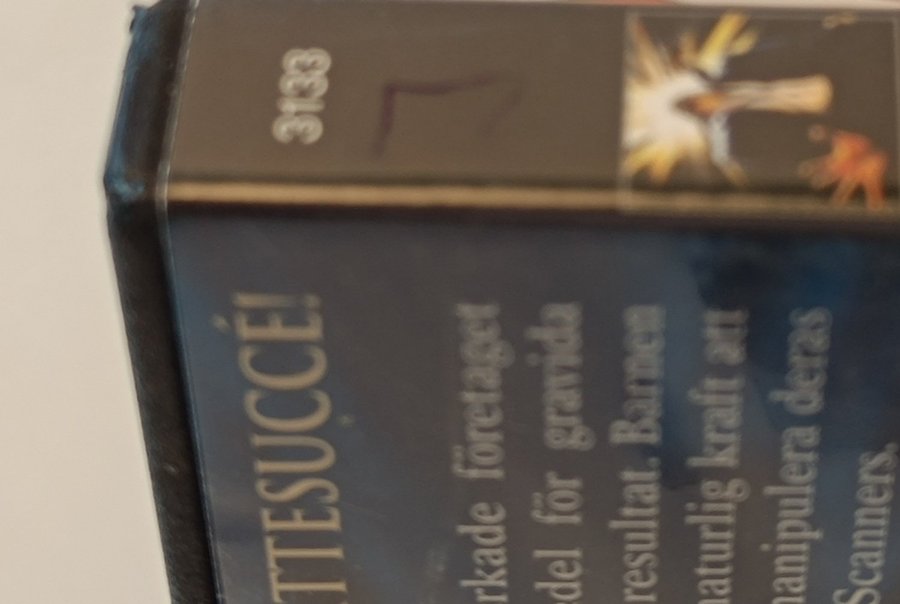 3133
TTESUCCÉ!
rkade företaget
del för gravida
resultat. Barnen
naturlig kraft att
manipulera deras
Scanners.